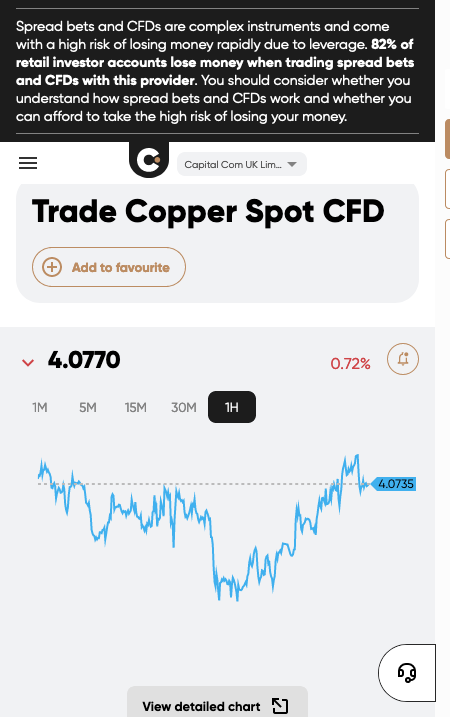 Spread bets and CFDs are complex instruments and come
with a high risk of losing money rapidly due to leverage. 82% of
retail investor accounts lose money when trading spread bets
and CFDs with this provider. You should consider whether you
understand how spread bets and CFDs work and whether you
can afford to take the high risk of losing your money.
Capital Com UK Lim...
Trade Copper Spot CFD
Add to favourite
4.0770
0.72%
1M 5M 15M 30M 1H
4.0735
View detailed chart